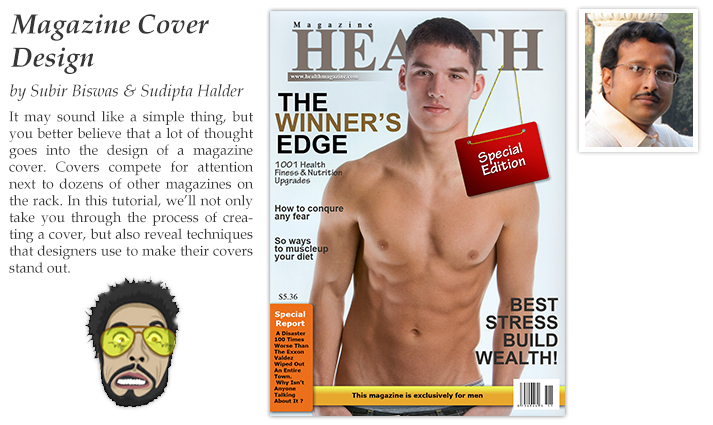 Magazine Cover
Design
by Subir Biswas & Sudipta Halder
It may sound like a simple thing, but
you better believe that a lot of thought
goes into the design of a magazine
cover. Covers compete for attention
next to dozens of other magazines on
the rack. In this tutorial, we'll not only
take you through the process of crea-
ting a cover, but also reveal techniques
that designers use to make their covers
stand out.
Magazine
HEALTH
www.healthmagazine.com
THE
WINNER'S
EDGE
1001 Health
Finess & Nutrition
Upgrades
Special
Edition
How to conqure
any fear
So ways
to muscleup
your diet
$5.36
Special
Report
A Disaster
100 Times
Worse Than
The Exxon
Valdez
Wiped Out
An Entire
Town.
Why Isn't
Anyone
Talking
About It ?
BEST
STRESS
BUILD
WEALTH!
This magazine is exclusively for men